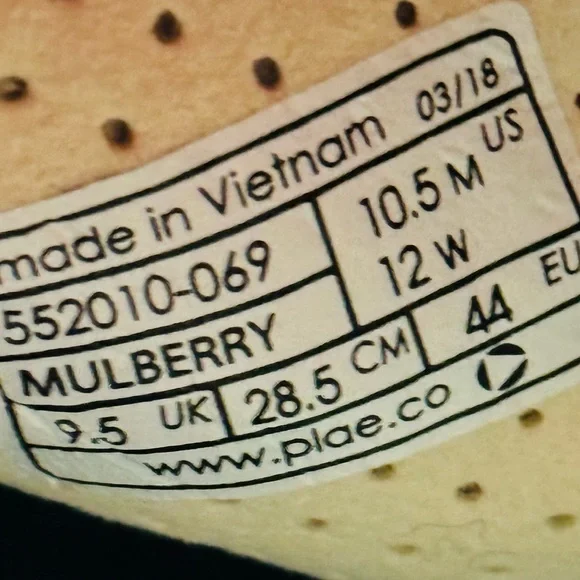 made in Vietnam 03/18
552010-069
10.5 M US
12 W
MULBERRY
9.5 UK 28.5 CM 44 EU
www.plae.co